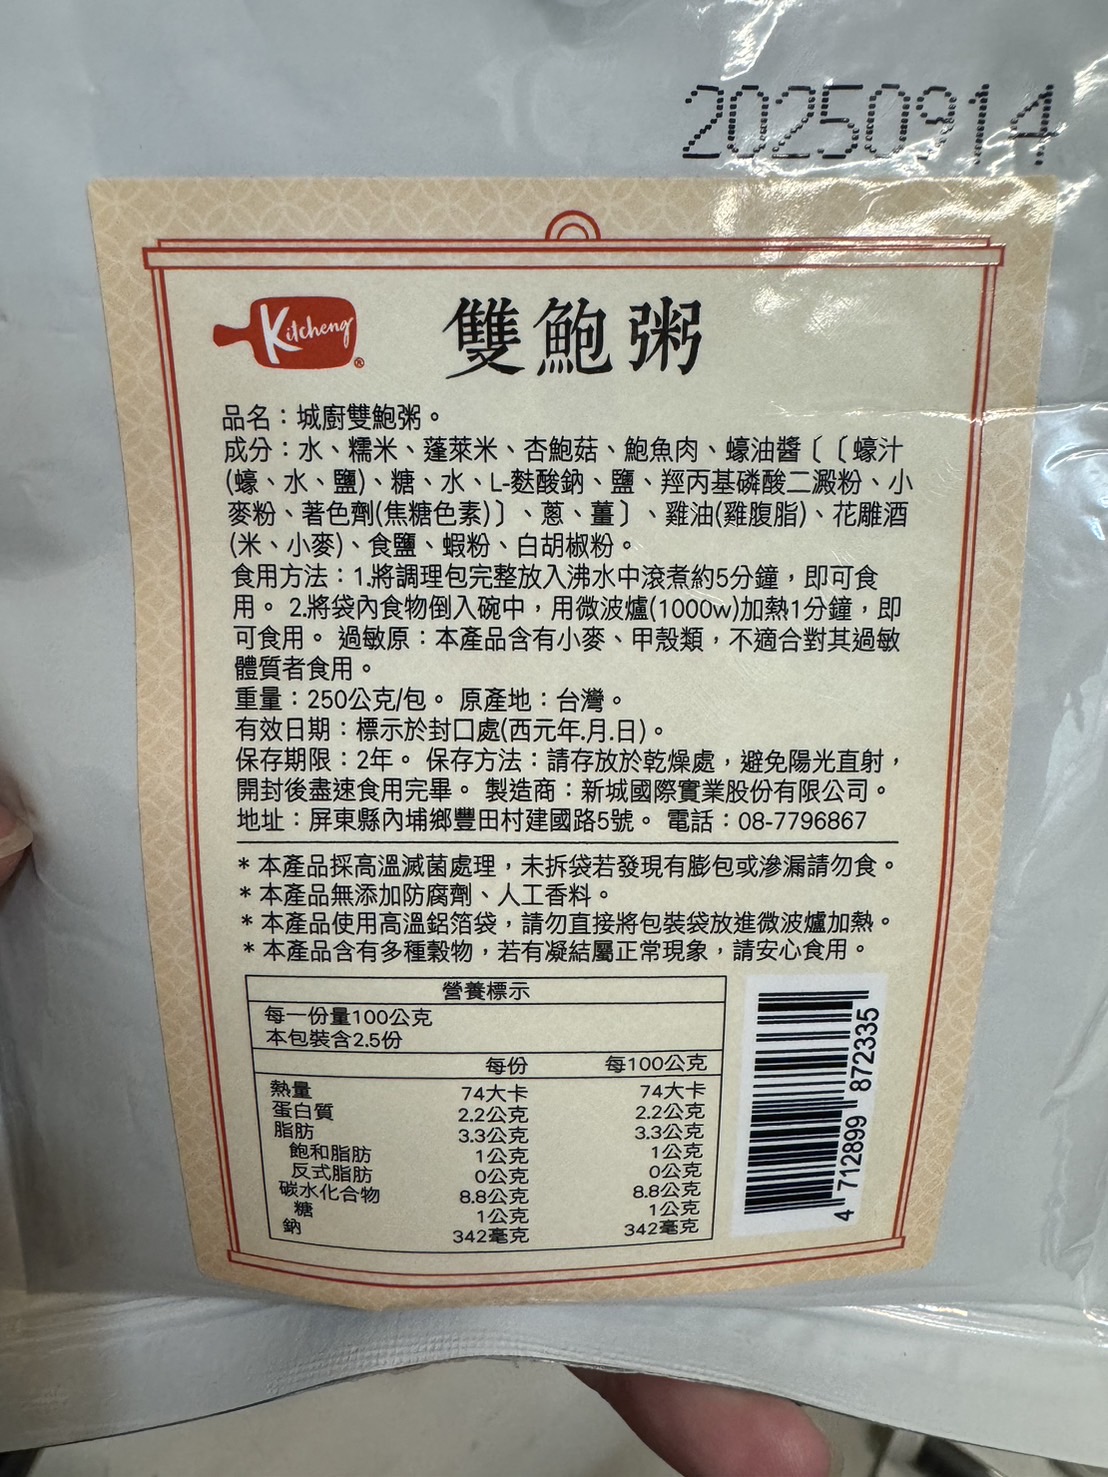 20250914
Kitcheng®
雙鮑粥
品名：城廚雙鮑粥。
成分：水、糯米、蓬萊米、杏鮑菇、鮑魚肉、蠔油醬〔〔蠔汁
(蠔、水、鹽)、糖、水、L-麩酸鈉、鹽、羥丙基磷酸二澱粉、小
麥粉、著色劑(焦糖色素)〕、蔥、薑〕、雞油(雞腹脂)、花雕酒
(米、小麥)、食鹽、蝦粉、白胡椒粉。
食用方法：1.將調理包完整放入沸水中滾煮約5分鐘，即可食
用。 2.將袋內食物倒入碗中，用微波爐(1000w)加熱1分鐘，即
可食用。 過敏原：本產品含有小麥、甲殼類，不適合對其過敏
體質者食用。
重量：250公克/包。 原產地：台灣。
有效日期：標示於封口處(西元年.月.日)。
保存期限：2年。 保存方法：請存放於乾燥處，避免陽光直射，
開封後盡速食用完畢。 製造商：新城國際實業股份有限公司。
地址：屏東縣內埔鄉豐田村建國路5號。 電話：08-7796867
* 本產品採高溫滅菌處理，未拆袋若發現有膨包或滲漏請勿食。
* 本產品無添加防腐劑、人工香料。
* 本產品使用高溫鋁箔袋，請勿直接將包裝袋放進微波爐加熱。
* 本產品含有多種穀物，若有凝結屬正常現象，請安心食用。
營養標示
每一份量100公克
本包裝含2.5份
每份 每100公克
熱量 74大卡 74大卡
蛋白質 2.2公克 2.2公克
脂肪 3.3公克 3.3公克
飽和脂肪 1公克 1公克
反式脂肪 0公克 0公克
碳水化合物 8.8公克 8.8公克
糖 1公克 1公克
鈉 342毫克 342毫克
4 712899 872335